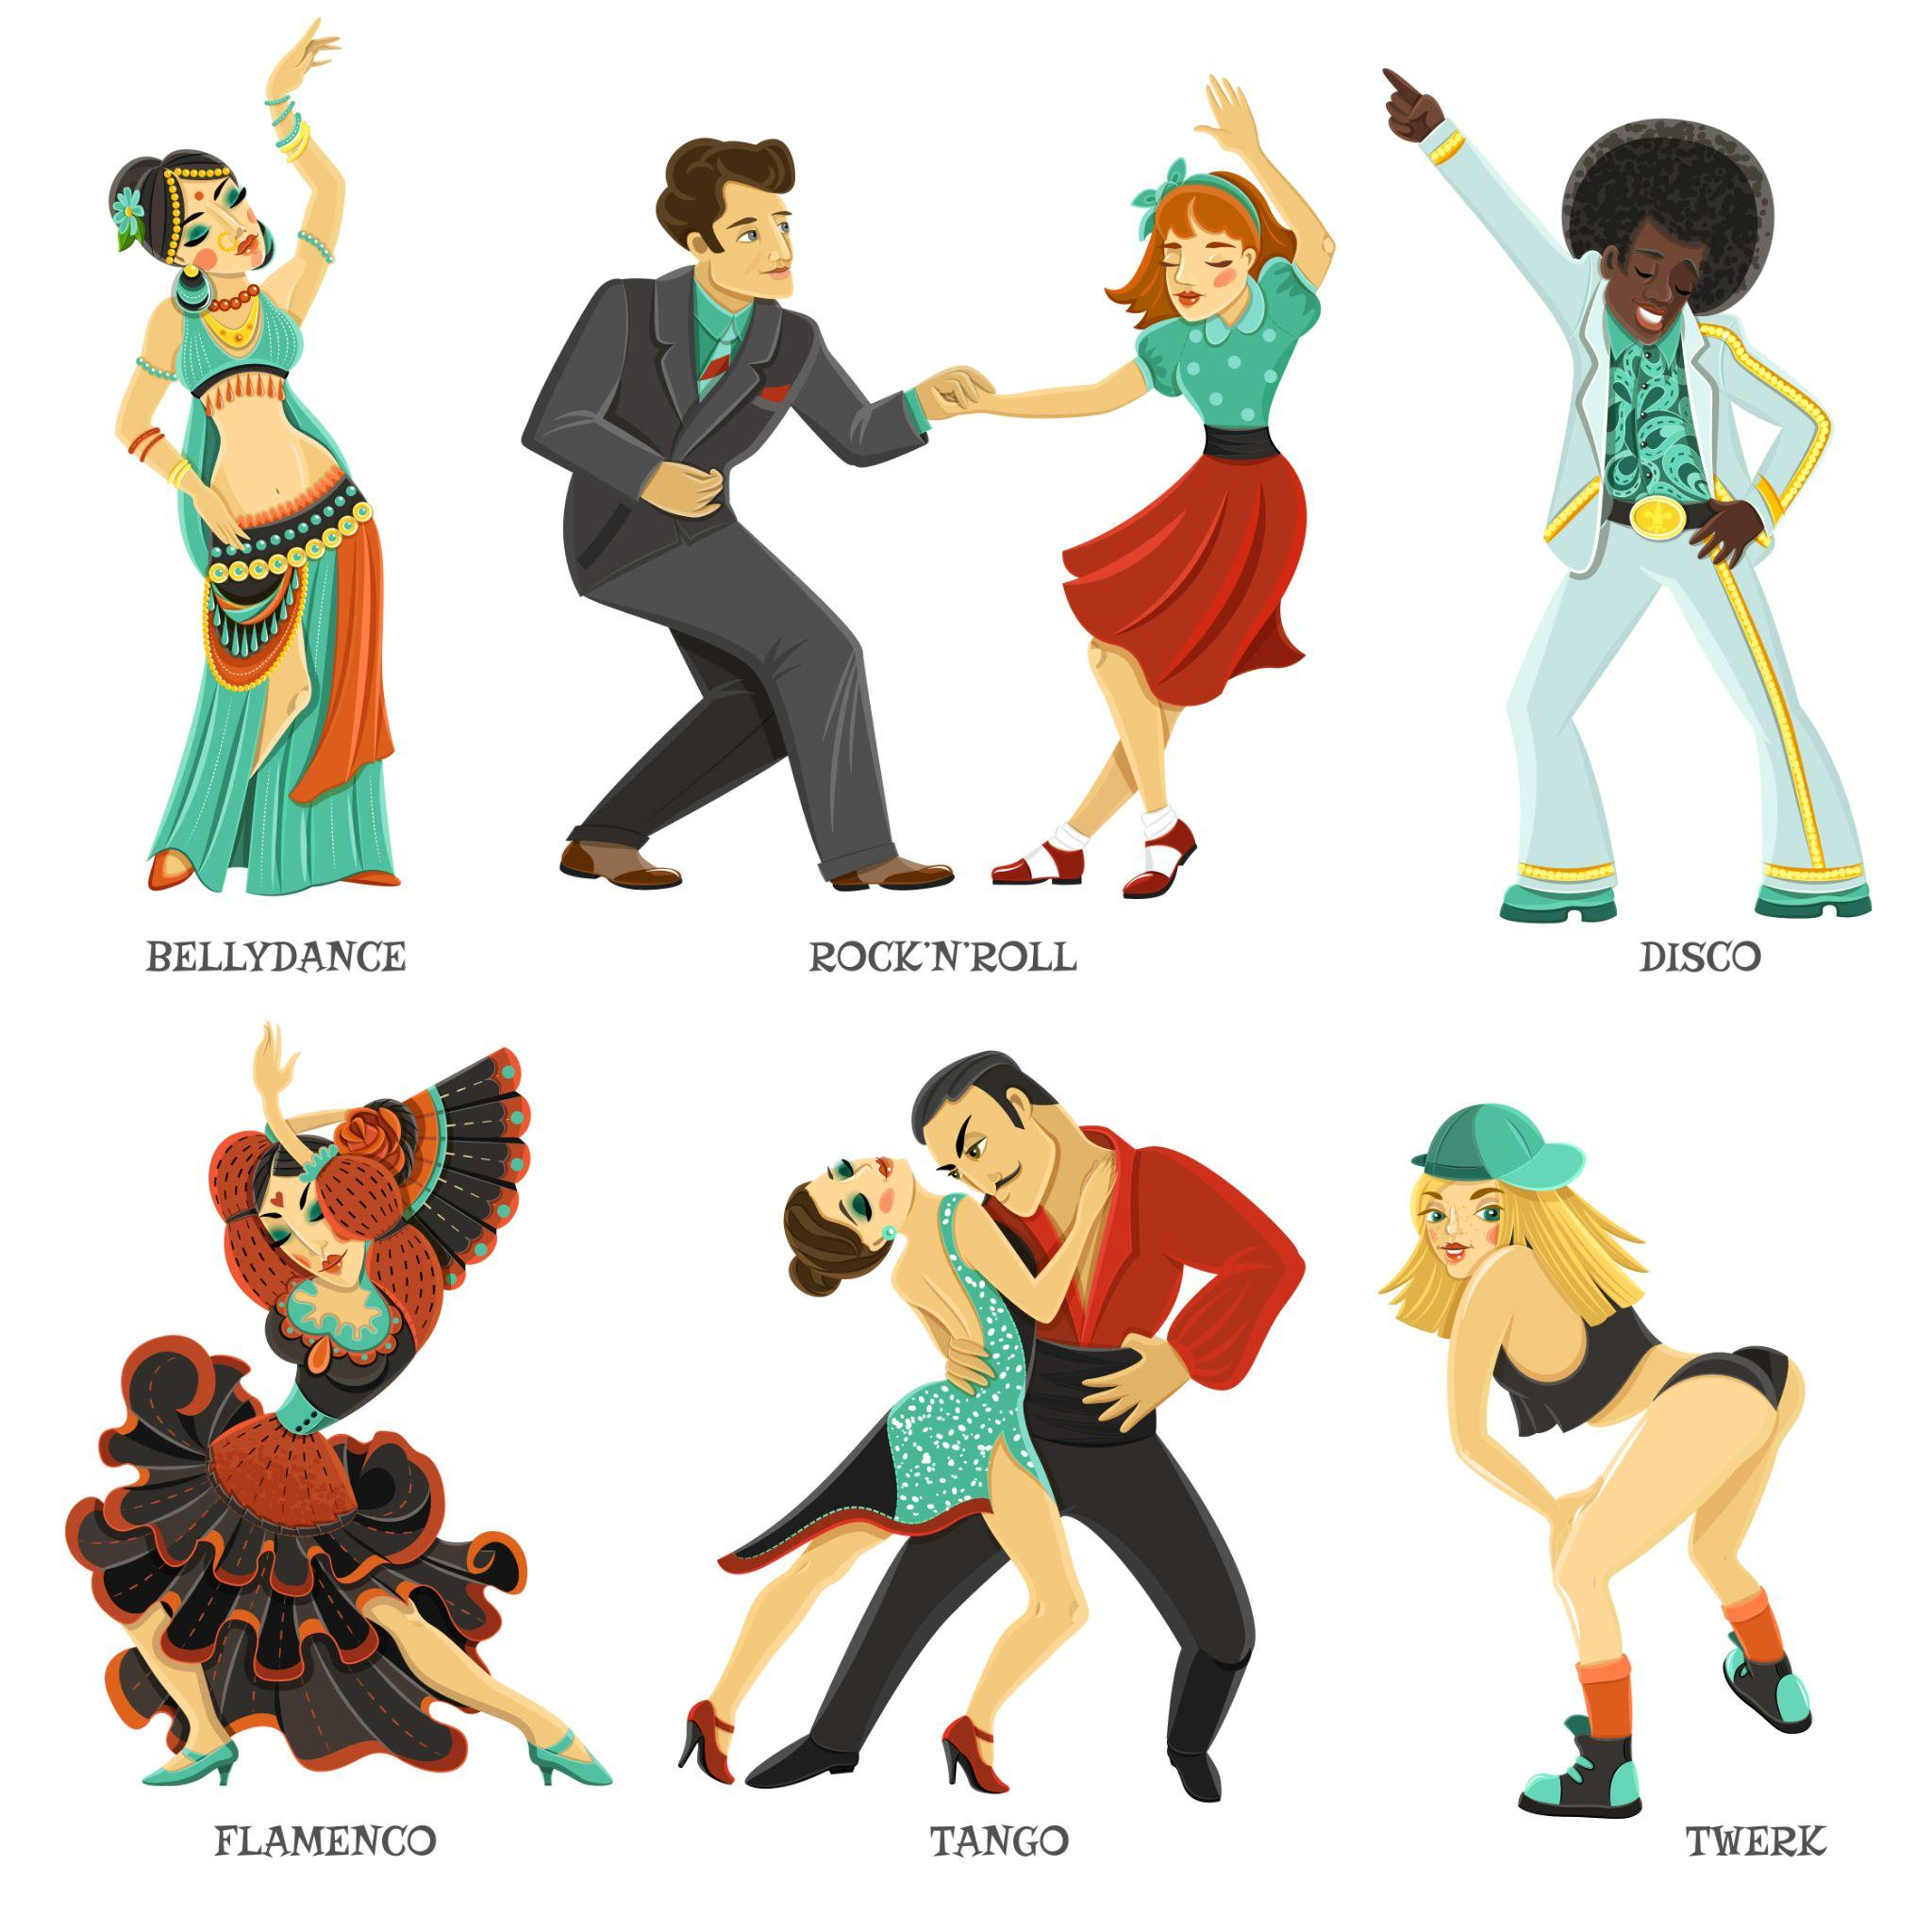 BELLYDANCE
ROCK'N'ROLL
DISCO
FLAMENCO
TANGO
TWERK